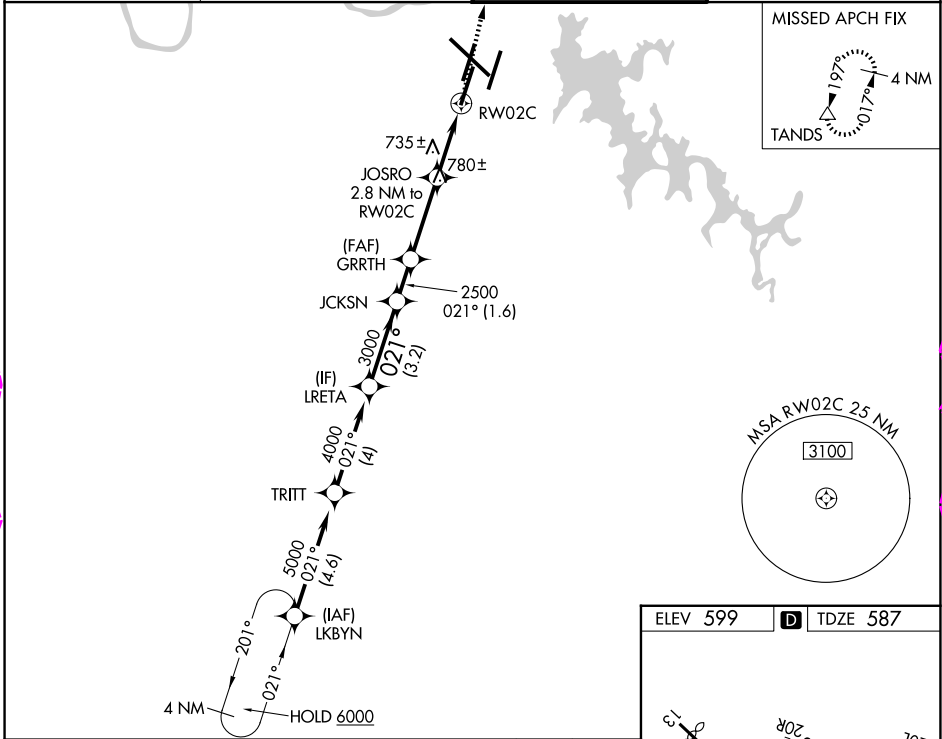 MISSED APCH FIX
197°
4 NM
017°
TANDS
RW02C
735±
780±
JOSRO
2.8 NM to
RW02C
(FAF)
GRRTH
2500
021° (1.6)
JCKSN
3000
021°
(3.2)
(IF)
LRETA
MSA RW02C 25 NM
3100
4000
021°
(4)
TRITT
5000
021°
(4.6)
(IAF)
LKBYN
201°
021°
4 NM
HOLD 6000
ELEV 599
D
TDZE 587
13
20R